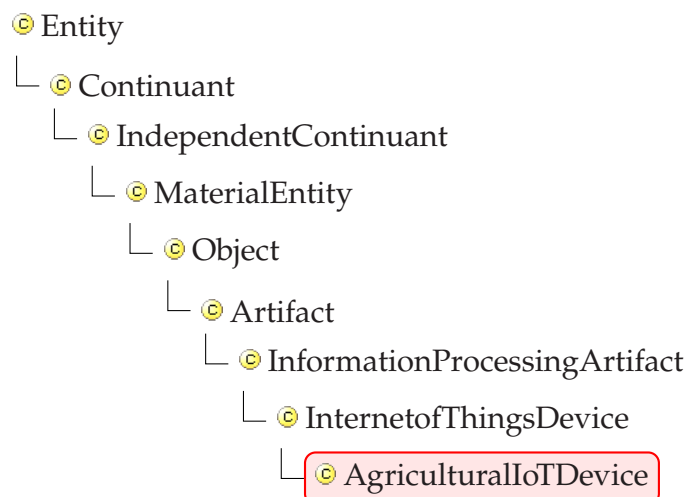 Entity
Continuant
IndependentContinuant
MaterialEntity
Object
Artifact
InformationProcessingArtifact
InternetofThingsDevice
AgriculturalIoTDevice